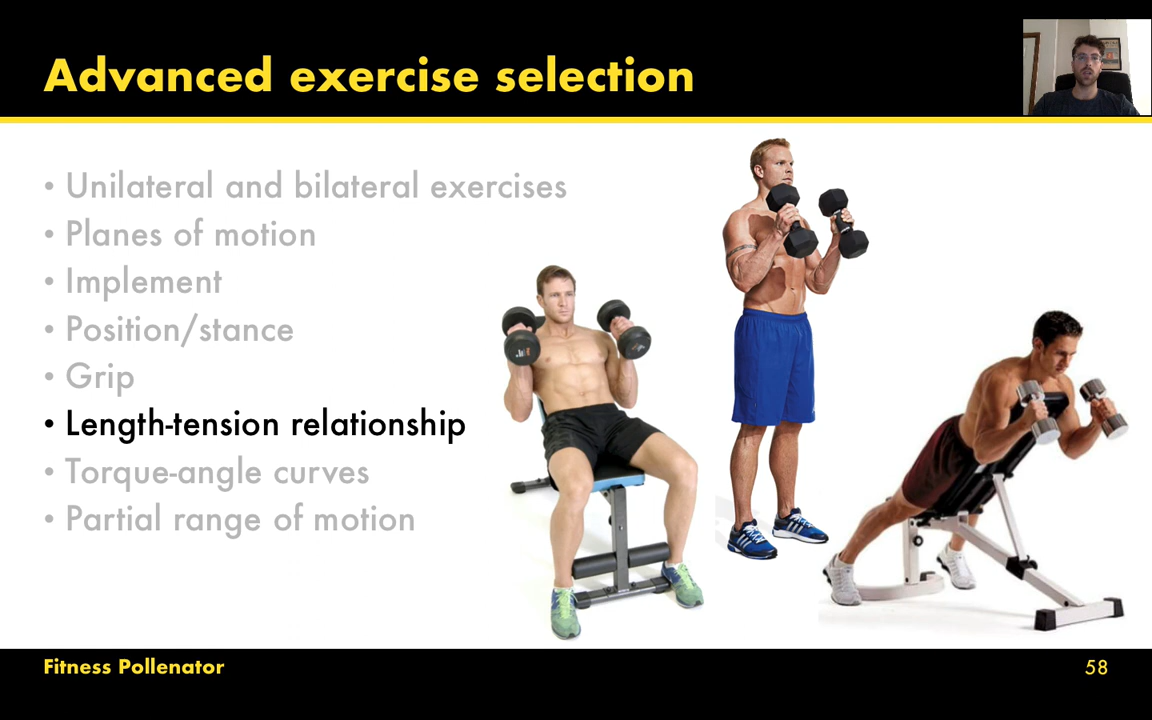 Advanced exercise selection
• Unilateral and bilateral exercises
• Planes of motion
• Implement
• Position/stance
• Grip
• Length-tension relationship
• Torque-angle curves
• Partial range of motion
Fitness Pollenator
58